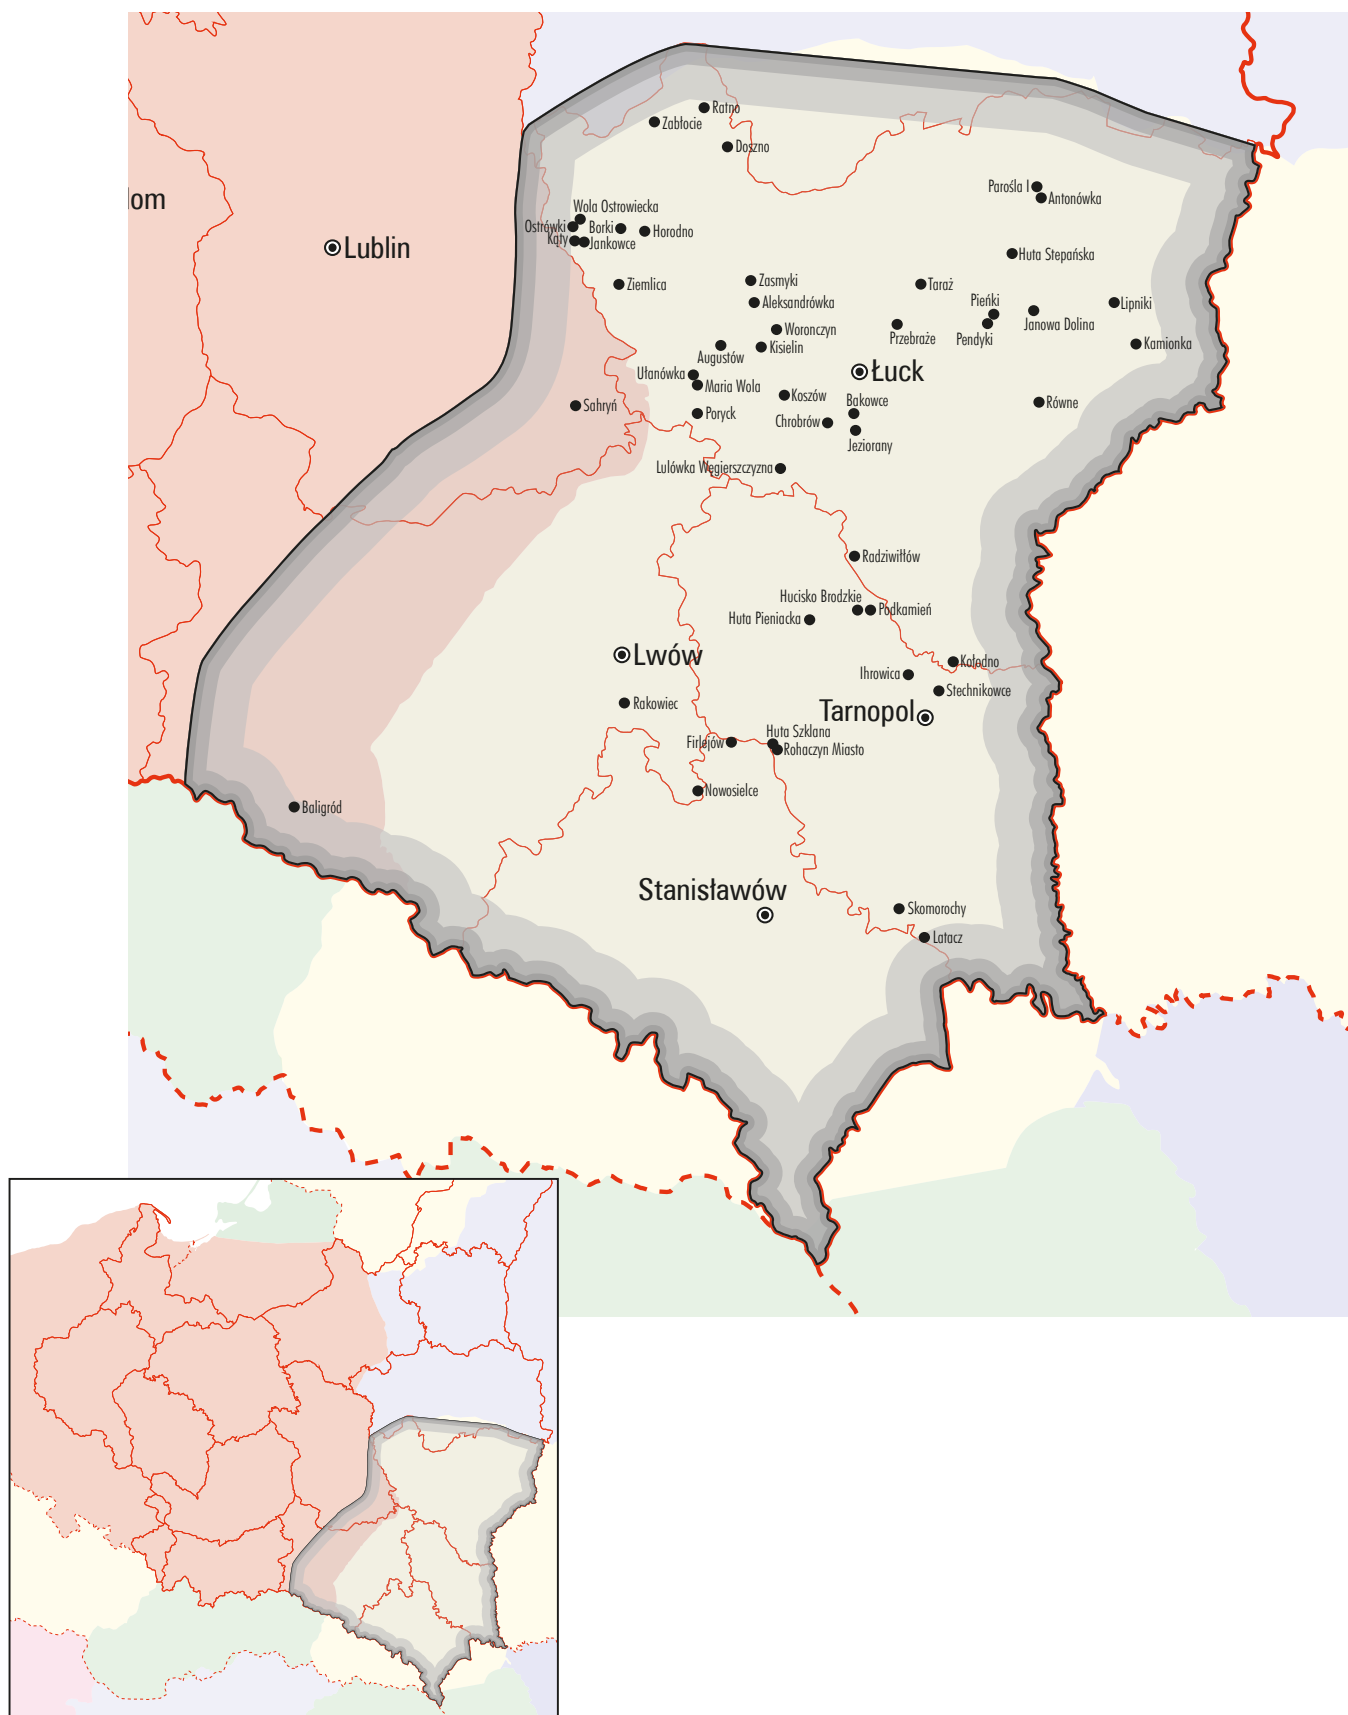 Ratno
Zabłocie
Doszno
Parośla I
Antonówka
lom
Wola Ostrowiecka
Ostrówki
Borki
Horodno
Kąty
Jankowce
Lublin
Huta Stepańska
Ziemlica
Zasmyki
Taraż
Aleksandrówka
Pieńki
Lipniki
Janowa Dolina
Woronczyn
Przebraże
Pendyki
Kisielin
Augustów
Kamionka
Łuck
Ułanówka
Maria Wola
Koszów
Sahryń
Poryck
Bakowce
Równe
Chrobrów
Jeziorany
Lulówka Węgierszczyzna
Radziwiłłów
Hucisko Brodzkie
Podkamień
Huta Pieniacka
Lwów
Kołodno
Ihrowica
Stechnikowce
Rakowiec
Tarnopol
Huta Szklana
Firlejów
Rohaczyn Miasto
Nowosielce
Baligród
Stanisławów
Skomorochy
Latacz